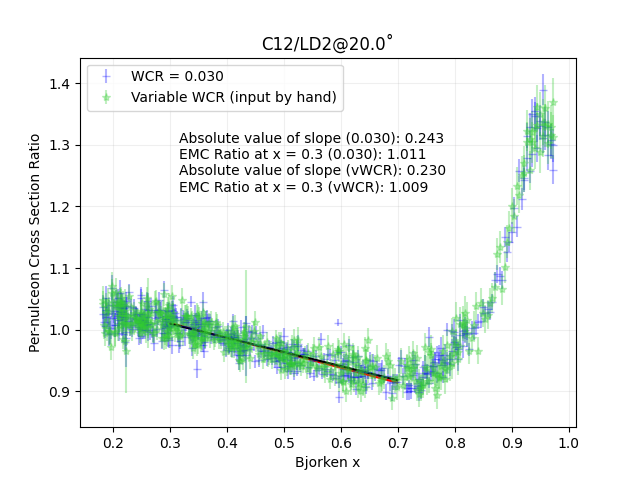 C12/LD2@20.0°
WCR = 0.030
Variable WCR (input by hand)
Absolute value of slope (0.030): 0.243
EMC Ratio at x = 0.3 (0.030): 1.011
Absolute value of slope (vWCR): 0.230
EMC Ratio at x = 0.3 (vWCR): 1.009
Per-nulceon Cross Section Ratio
1.4
1.3
1.2
1.1
1.0
0.9
0.2 0.3 0.4 0.5 0.6 0.7 0.8 0.9 1.0
Bjorken x